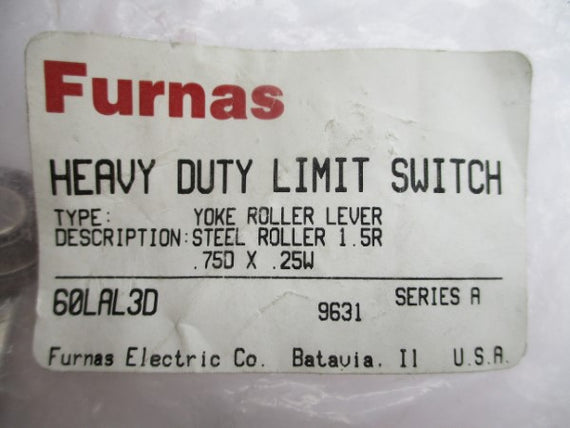 Furnas
HEAVY DUTY LIMIT SWITCH
TYPE: YOKE ROLLER LEVER
DESCRIPTION: STEEL ROLLER 1.5R
.75D X .25W
60LAL3D 9631 SERIES A
Furnas Electric Co. Batavia, Il U.S.A.